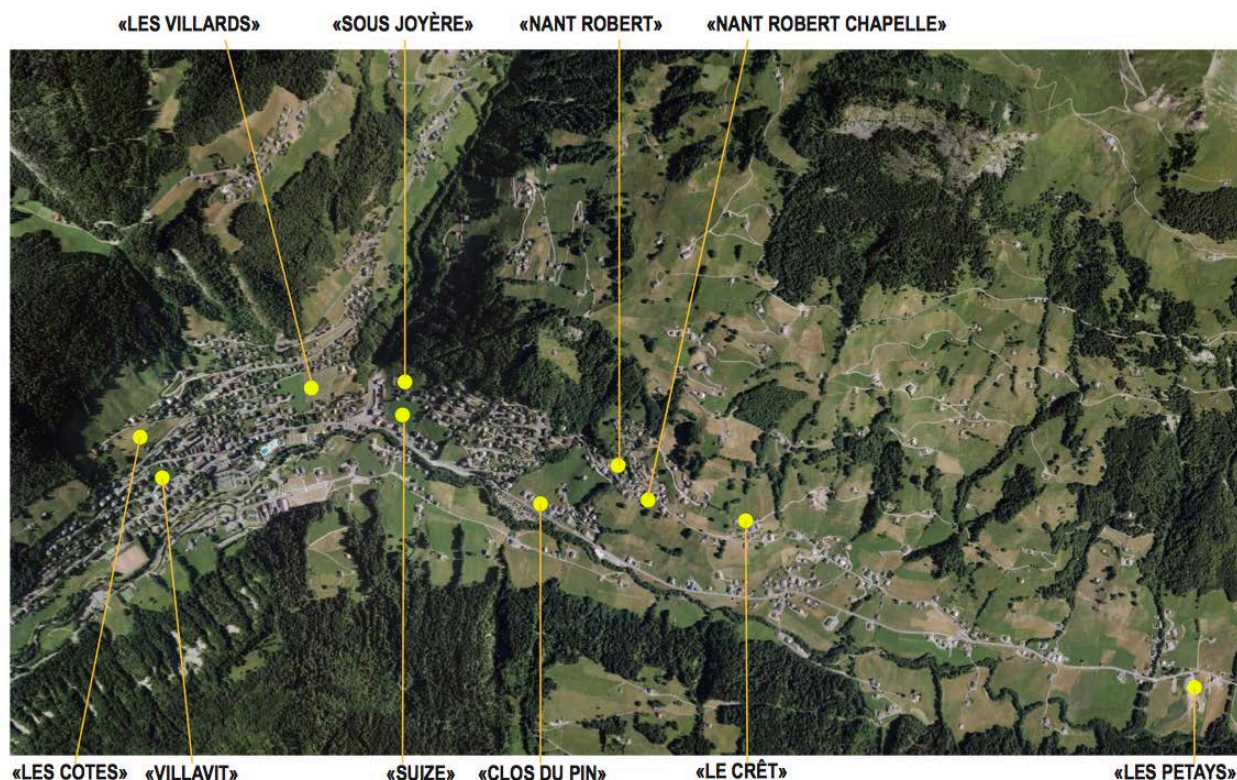 «LES VILLARDS»
«SOUS JOYÈRE»
«NANT ROBERT»
«NANT ROBERT CHAPELLE»
«LES COTES»
«VILLAVIT»
«SUIZE»
«CLOS DU PIN»
«LE CRÊT»
«LES PETAYS»